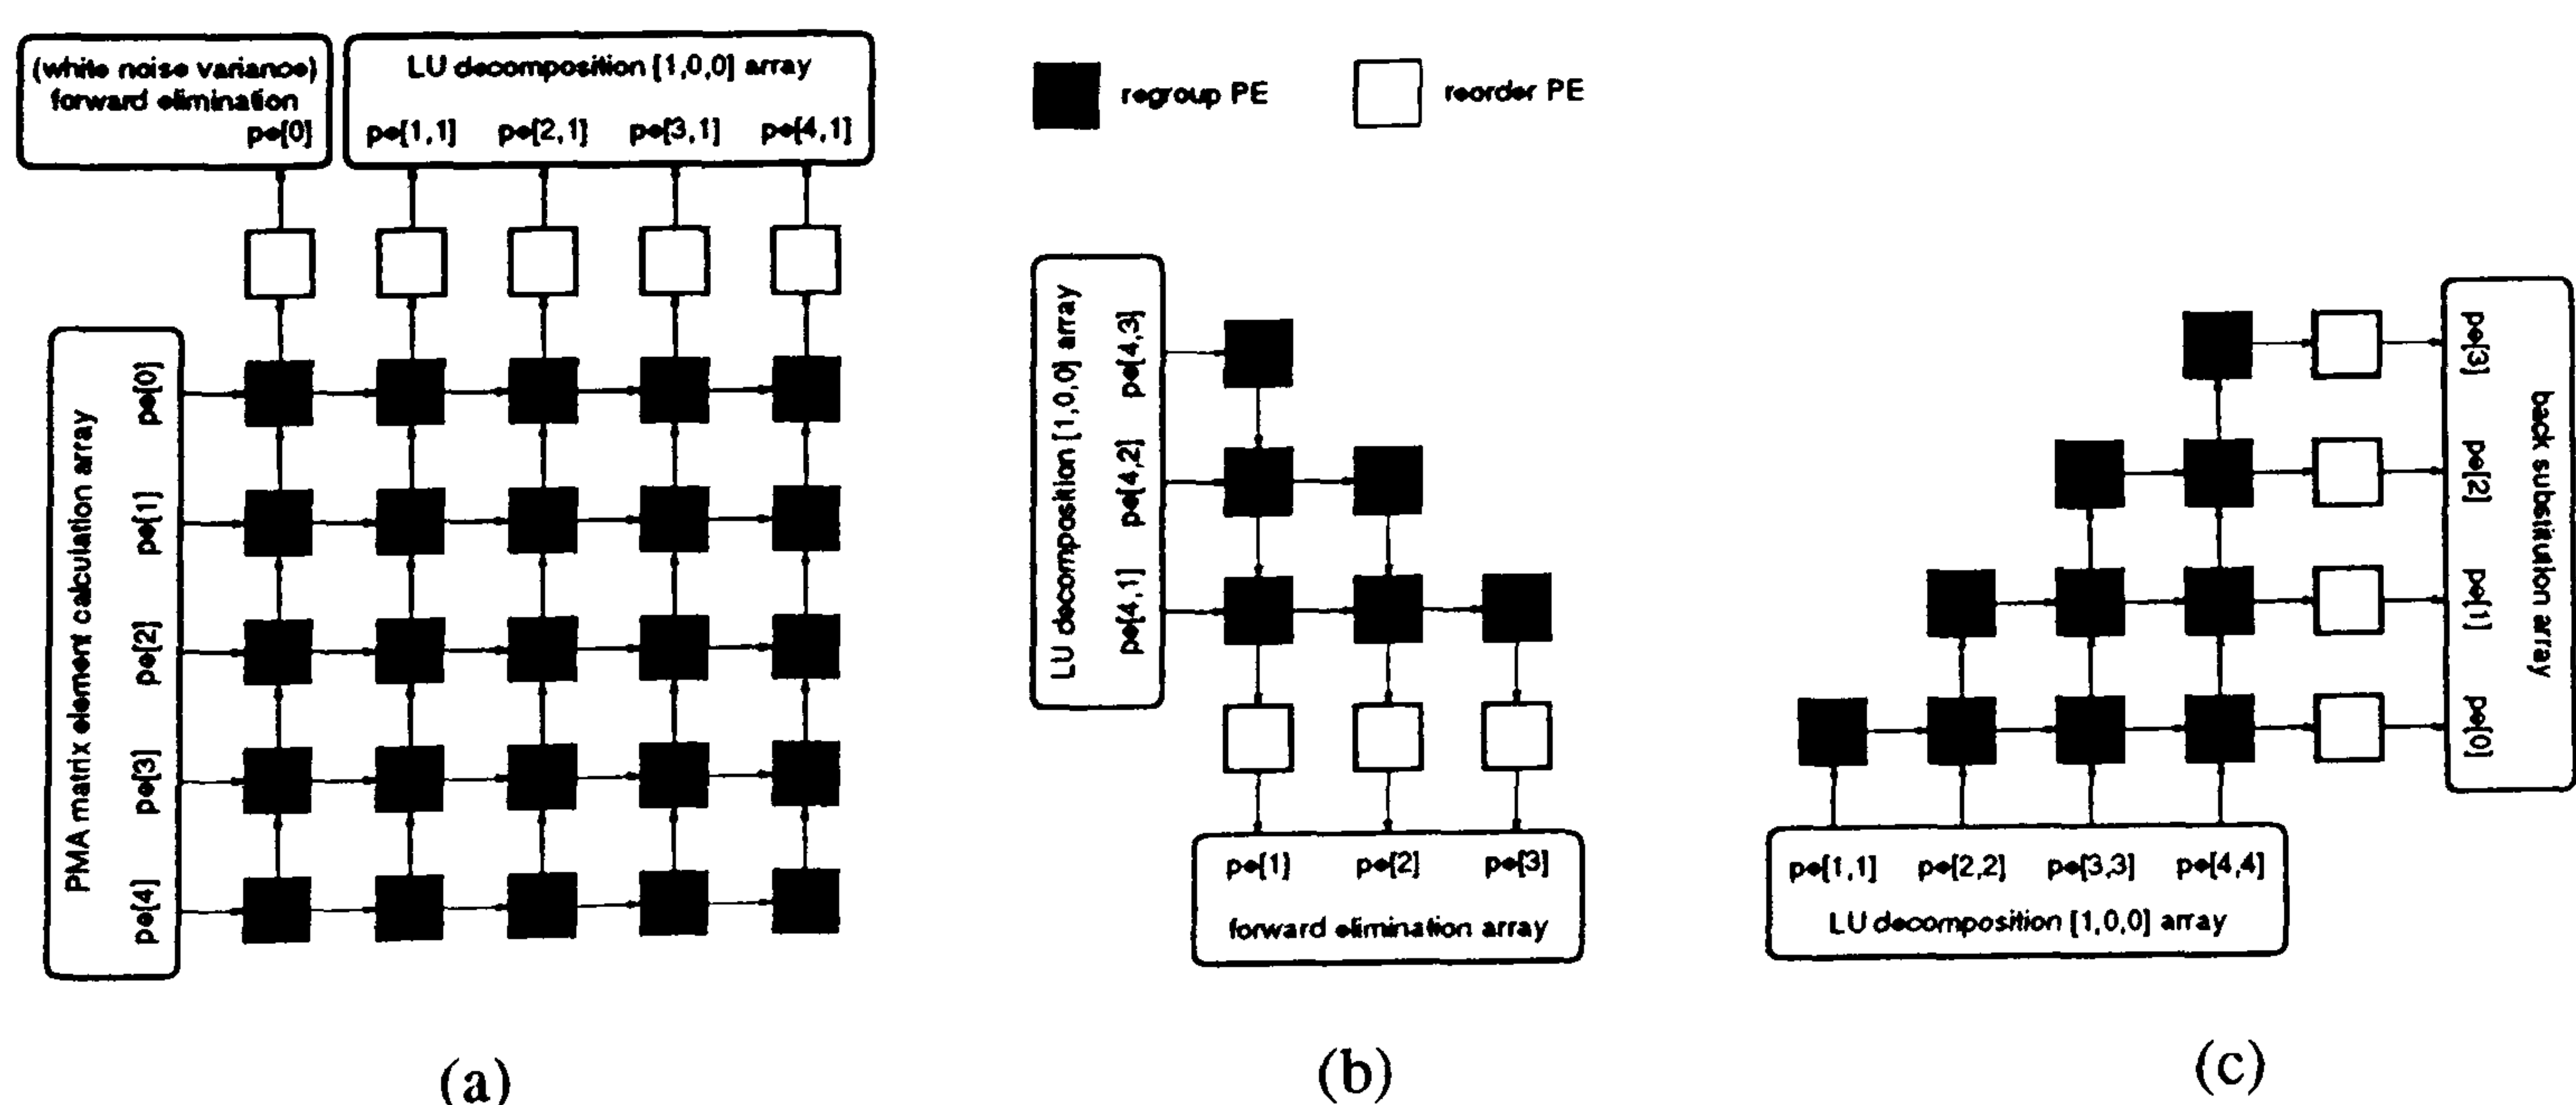 (white noise variance)
forward elimination
pe[0]
LU decomposition [1,0,0] array
pe[1,1] pe[2,1] pe[3,1] pe[4,1]
regroup PE
reorder PE
PMA matrix element calculation array
pe[0]
pe[1]
pe[2]
pe[3]
pe[4]
(a)
LU decomposition [1,0,0] array
pe[4,3]
pe[4,2]
pe[4,1]
pe[1] pe[2] pe[3]
forward elimination array
(b)
pe[3]
pe[2]
pe[1]
pe[0]
back substitution array
pe[1,1] pe[2,2] pe[3,3] pe[4,4]
LU decomposition [1,0,0] array
(c)